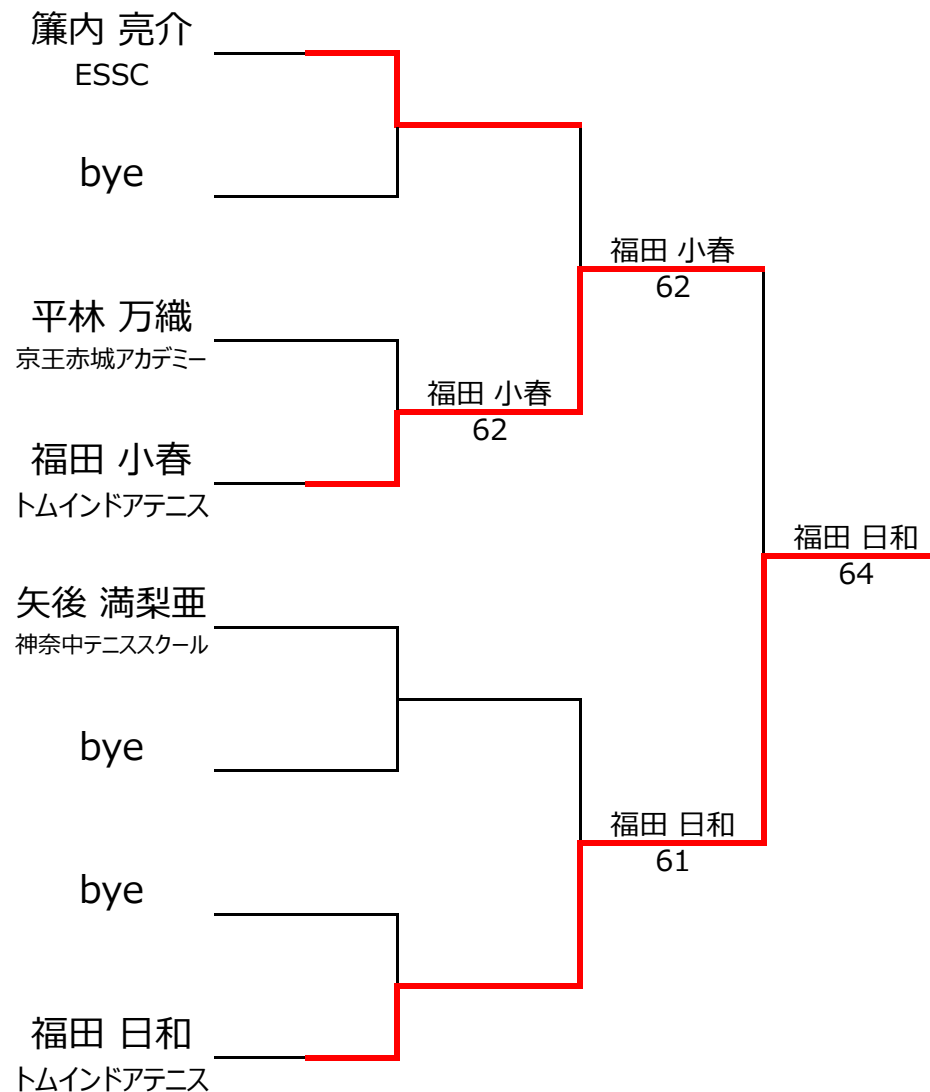 簾内 亮介
ESSC
bye
福田 小春
62
平林 万織
京王赤城アカデミー
福田 小春
62
福田 小春
トムインドアテニス
福田 日和
64
矢後 満梨亜
神奈中テニススクール
bye
福田 日和
61
bye
福田 日和
トムインドアテニス